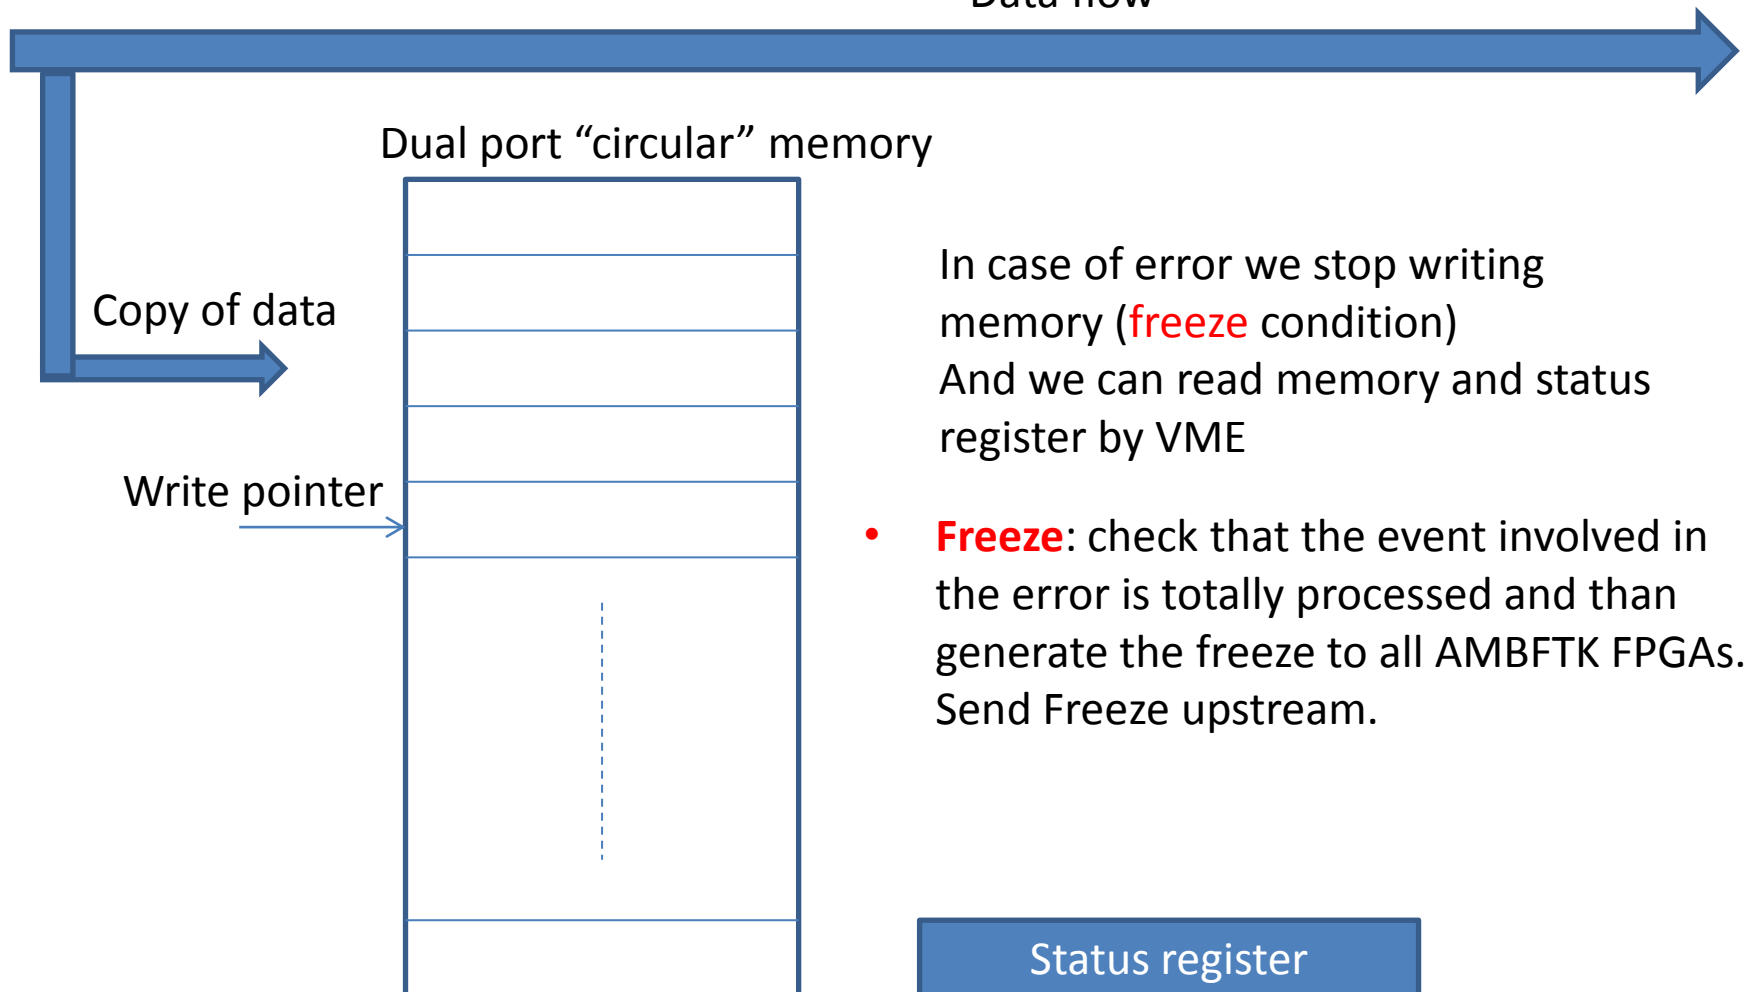 Data flow
Dual port “circular” memory
In case of error we stop writing
memory (freeze condition)
And we can read memory and status
register by VME
Copy of data
Write pointer
• Freeze: check that the event involved in
the error is totally processed and than
generate the freeze to all AMBFTK FPGAs.
Send Freeze upstream.
Status register